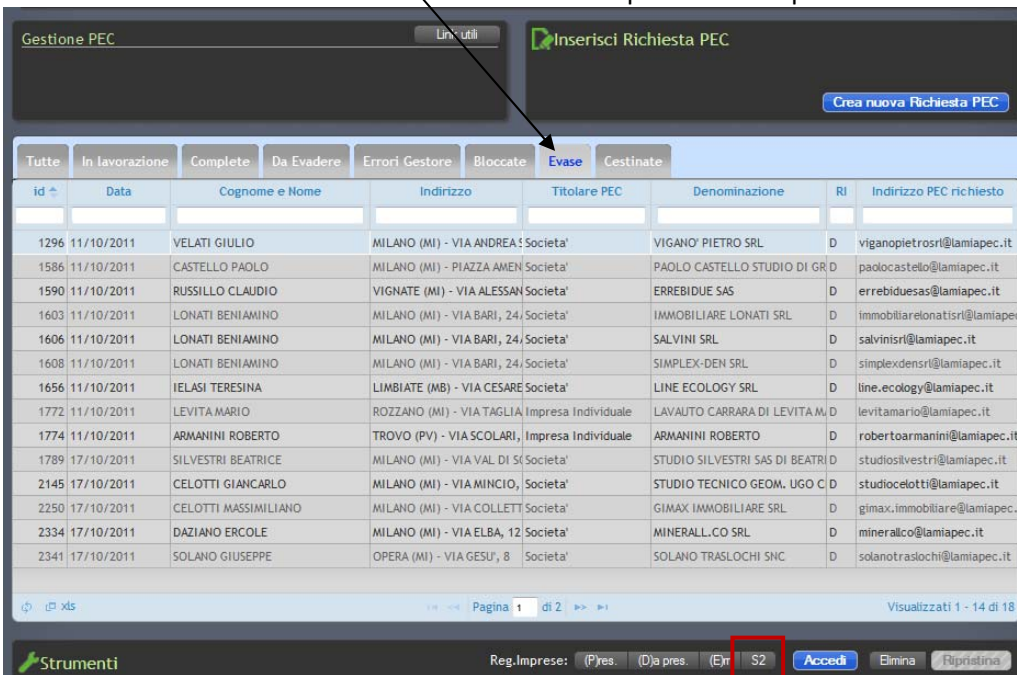 Gestione PEC Link utili Inserisci Richiesta PEC
Crea nuova Richiesta PEC
Tutte In lavorazione Complete Da Evadere Errori Gestore Bloccate Evase Cestinate
id Data Cognome e Nome Indirizzo Titolare PEC Denominazione RI Indirizzo PEC richiesto
1296 11/10/2011 VELATI GIULIO MILANO (MI) - VIA ANDREA S Societa' VIGANO' PIETRO SRL D viganopietrosrl@lamiapec.it
1586 11/10/2011 CASTELLO PAOLO MILANO (MI) - PIAZZA AMEN Societa' PAOLO CASTELLO STUDIO DI GR D paolocastello@lamiapec.it
1590 11/10/2011 RUSSILLO CLAUDIO VIGNATE (MI) - VIA ALESSAN Societa' ERREBIDUE SAS D errebiduesas@lamiapec.it
1603 11/10/2011 LONATI BENIAMINO MILANO (MI) - VIA BARI, 24/ Societa' IMMOBILIARE LONATI SRL D immobiliarelonatisrl@lamiapec
1606 11/10/2011 LONATI BENIAMINO MILANO (MI) - VIA BARI, 24/ Societa' SALVINI SRL D salvinisrl@lamiapec.it
1608 11/10/2011 LONATI BENIAMINO MILANO (MI) - VIA BARI, 24/ Societa' SIMPLEX-DEN SRL D simplexdensrl@lamiapec.it
1656 11/10/2011 IELASI TERESINA LIMBIATE (MB) - VIA CESARE Societa' LINE ECOLOGY SRL D line.ecology@lamiapec.it
1772 11/10/2011 LEVITA MARIO ROZZANO (MI) - VIA TAGLIA Impresa Individuale LAVAUTO CARRARA DI LEVITA MA D levitamario@lamiapec.it
1774 11/10/2011 ARMANINI ROBERTO TROVO (PV) - VIA SCOLARI, Impresa Individuale ARMANINI ROBERTO D robertoarmanini@lamiapec.it
1789 17/10/2011 SILVESTRI BEATRICE MILANO (MI) - VIA VAL DI SO Societa' STUDIO SILVESTRI SAS DI BEATRI D studiosilvestri@lamiapec.it
2145 17/10/2011 CELOTTI GIANCARLO MILANO (MI) - VIA MINCIO, Societa' STUDIO TECNICO GEOM. UGO C D studiocelotti@lamiapec.it
2250 17/10/2011 CELOTTI MASSIMILIANO MILANO (MI) - VIA COLLETT Societa' GIMAX IMMOBILIARE SRL D gimax.immobiliare@lamiapec.
2334 17/10/2011 DAZIANO ERCOLE MILANO (MI) - VIA ELBA, 12 Societa' MINERALL.CO SRL D minerallco@lamiapec.it
2341 17/10/2011 SOLANO GIUSEPPE OPERA (MI) - VIA GESU', 8 Societa' SOLANO TRASLOCHI SNC D solanotraslochi@lamiapec.it
xls Pagina 1 di 2 Visualizzati 1 - 14 di 18
Strumenti Reg.Imprese: (P)res. (D)a pres. (E)m S2 Accedi Elimina Ripristina